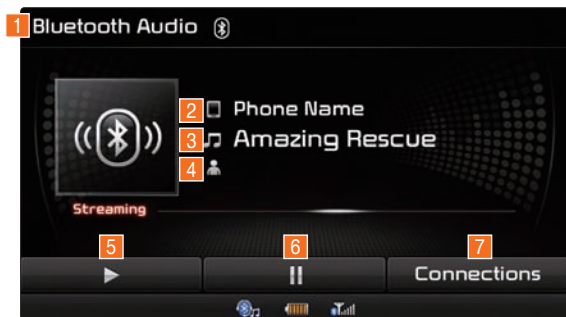 1 Bluetooth Audio
2 Phone Name
3 Amazing Rescue
4
Streaming
5 6 7
Connections